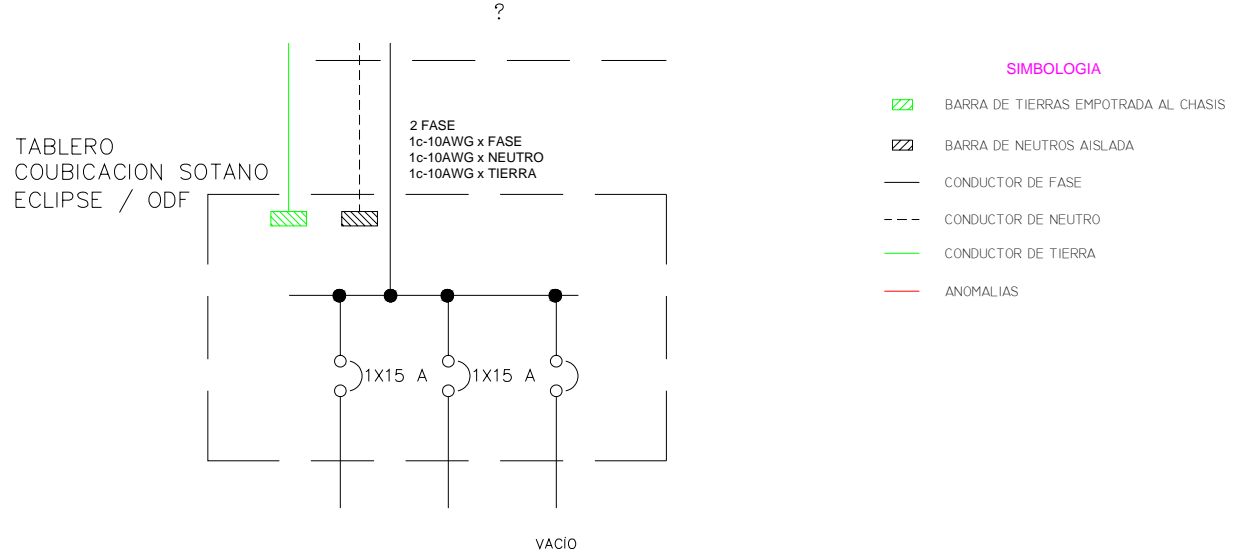 ?
TABLERO
COUBICACION SOTANO
ECLIPSE / ODF
2 FASE
1c-10AWG x FASE
1c-10AWG x NEUTRO
1c-10AWG x TIERRA
1X15 A
1X15 A
VACÍO
SIMBOLOGIA
BARRA DE TIERRAS EMPOTRADA AL CHASIS
BARRA DE NEUTROS AISLADA
CONDUCTOR DE FASE
CONDUCTOR DE NEUTRO
CONDUCTOR DE TIERRA
ANOMALIAS